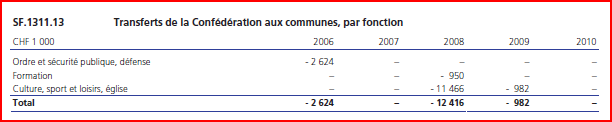 SF.1311.13 Transferts de la Confédération aux communes, par fonction
CHF 1 000 2006 2007 2008 2009 2010
Ordre et sécurité publique, défense - 2 624 – – – –
Formation – – - 950 – –
Culture, sport et loisirs, église – – - 11 466 - 982 –
Total - 2 624 – - 12 416 - 982 –